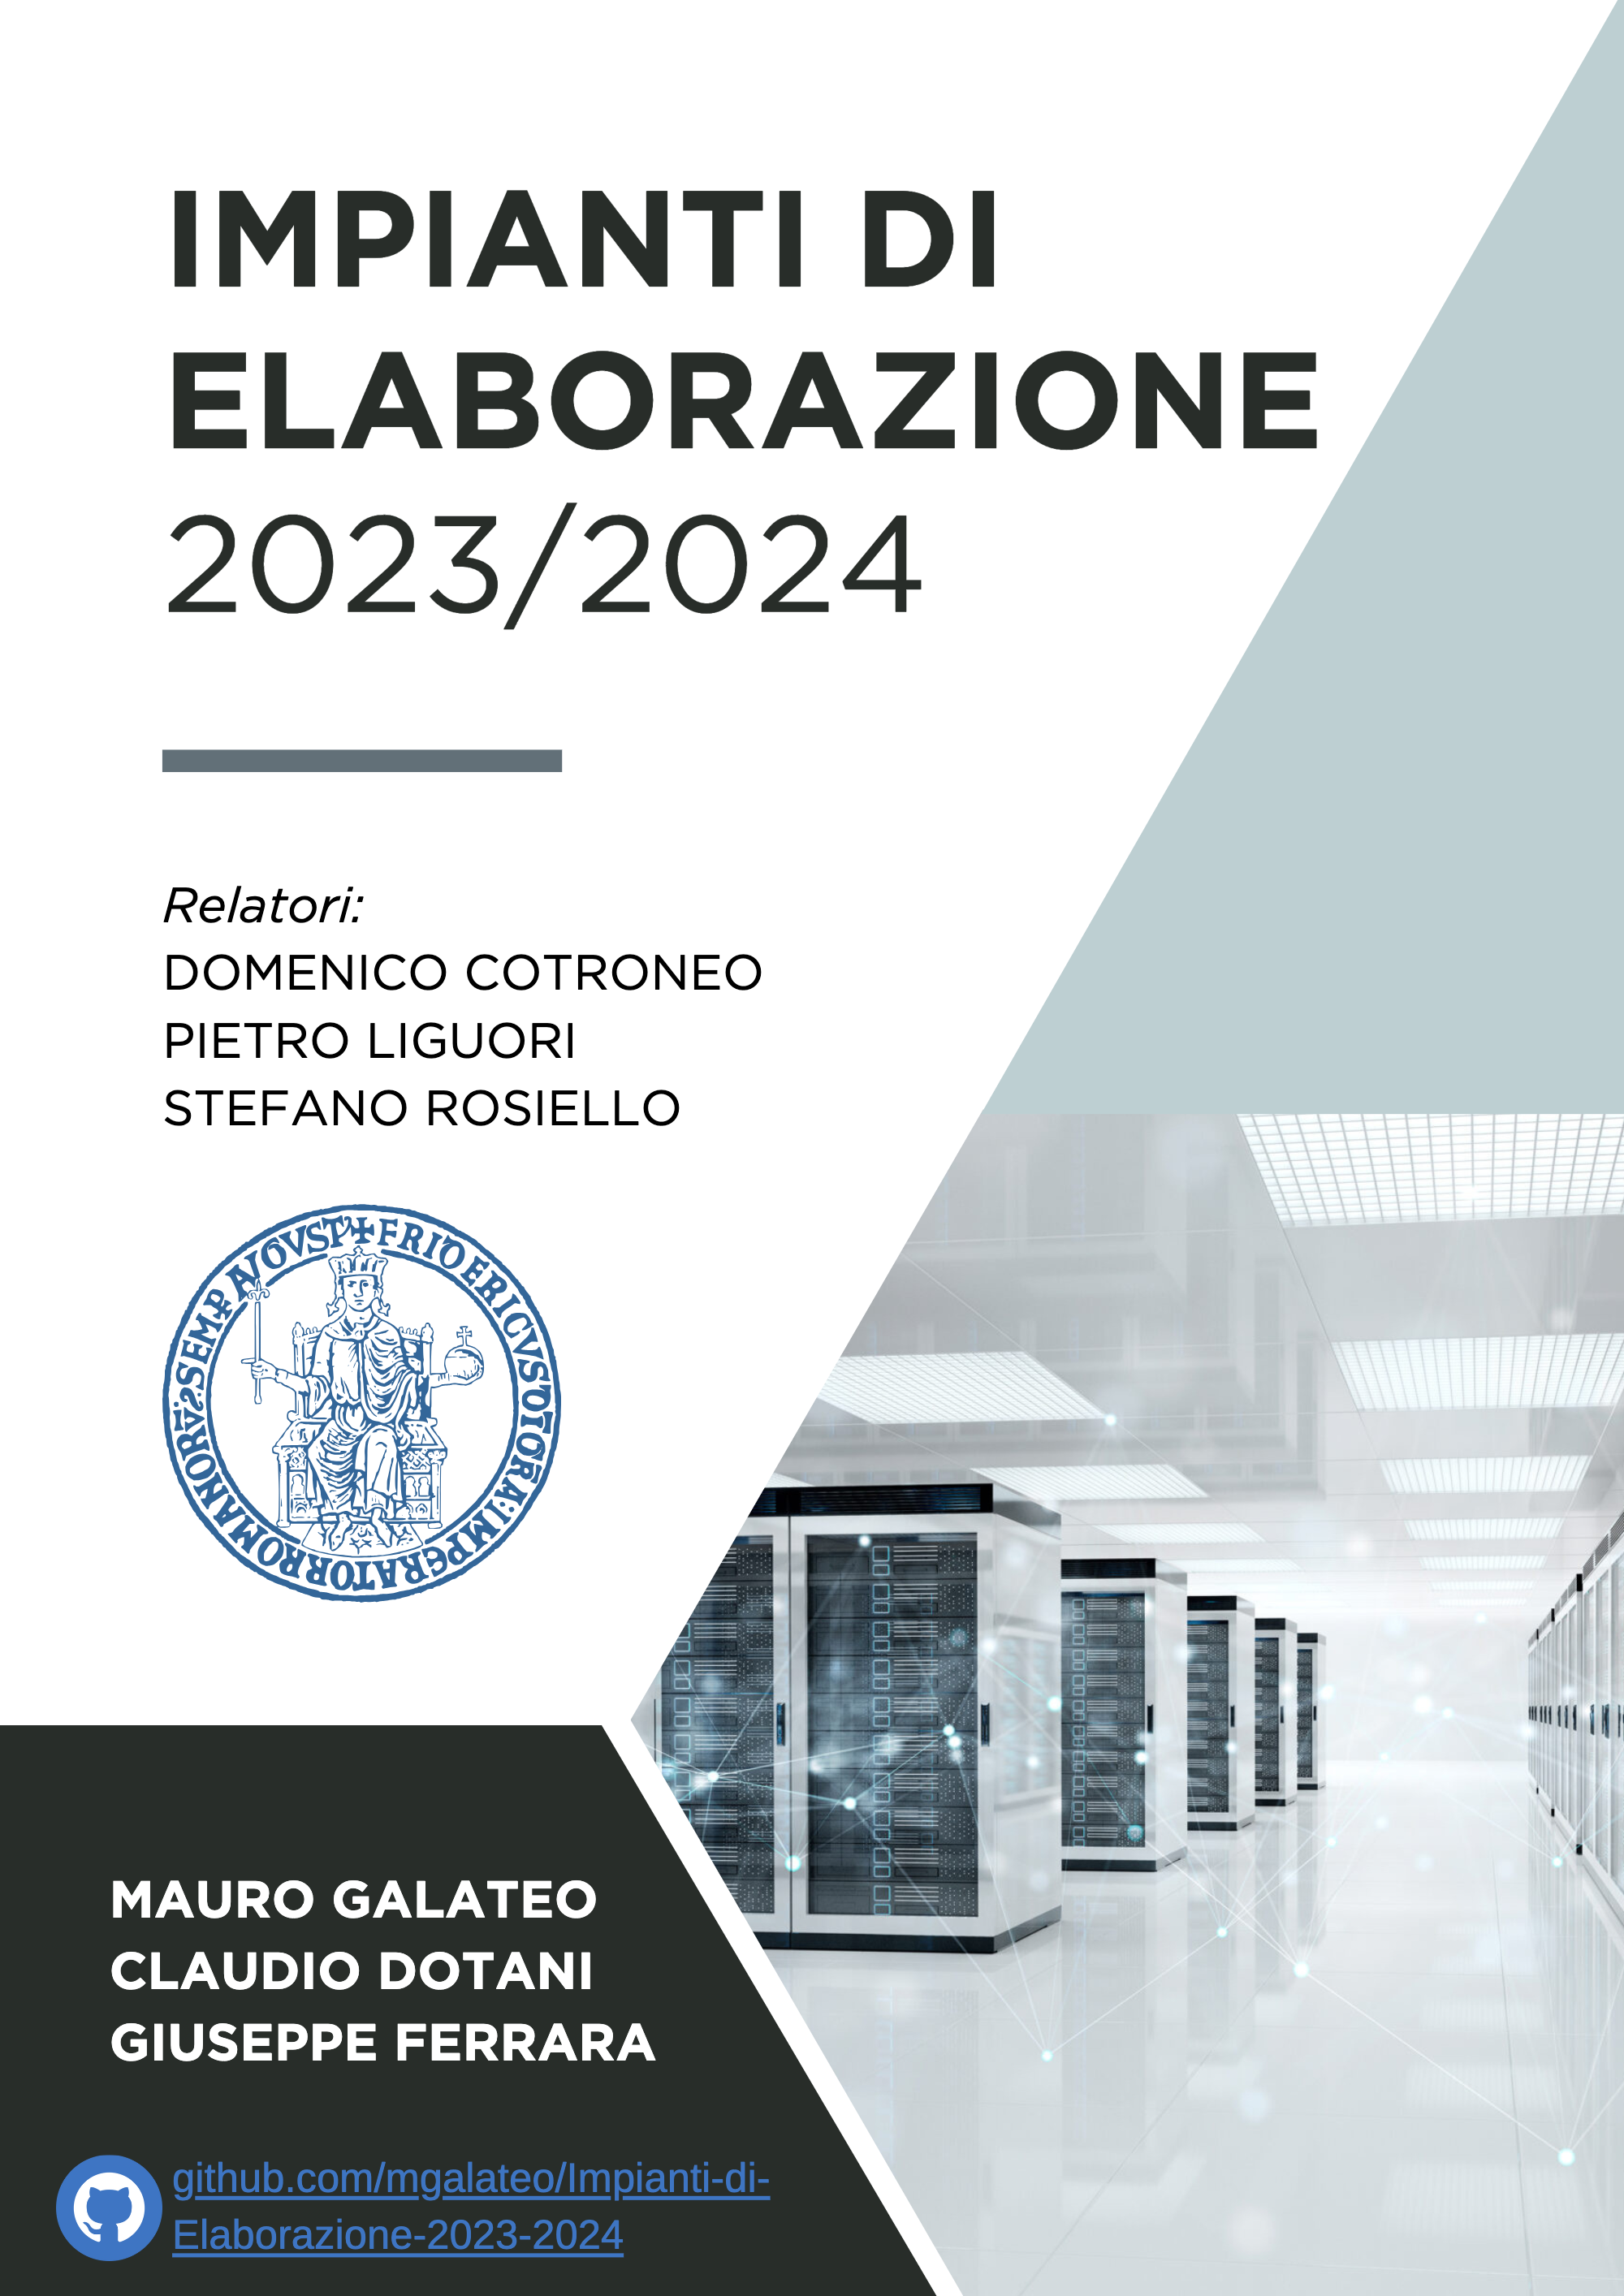 IMPIANTI DI
ELABORAZIONE
2023/2024
Relatori:
DOMENICO COTRONEO
PIETRO LIGUORI
STEFANO ROSIELLO
MAURO GALATEO
CLAUDIO DOTANI
GIUSEPPE FERRARA
github.com/mgalateo/Impianti-di-
Elaborazione-2023-2024